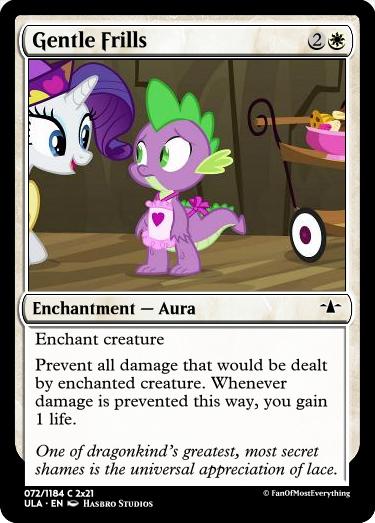 Gentle Frills 2
Enchantment — Aura
Enchant creature
Prevent all damage that would be dealt
by enchanted creature. Whenever
damage is prevented this way, you gain
1 life.
One of dragonkind's greatest, most secret
shames is the universal appreciation of lace.
072/1184 C 2x21
ULA • EN Hasbro Studios © FanOfMostEverything